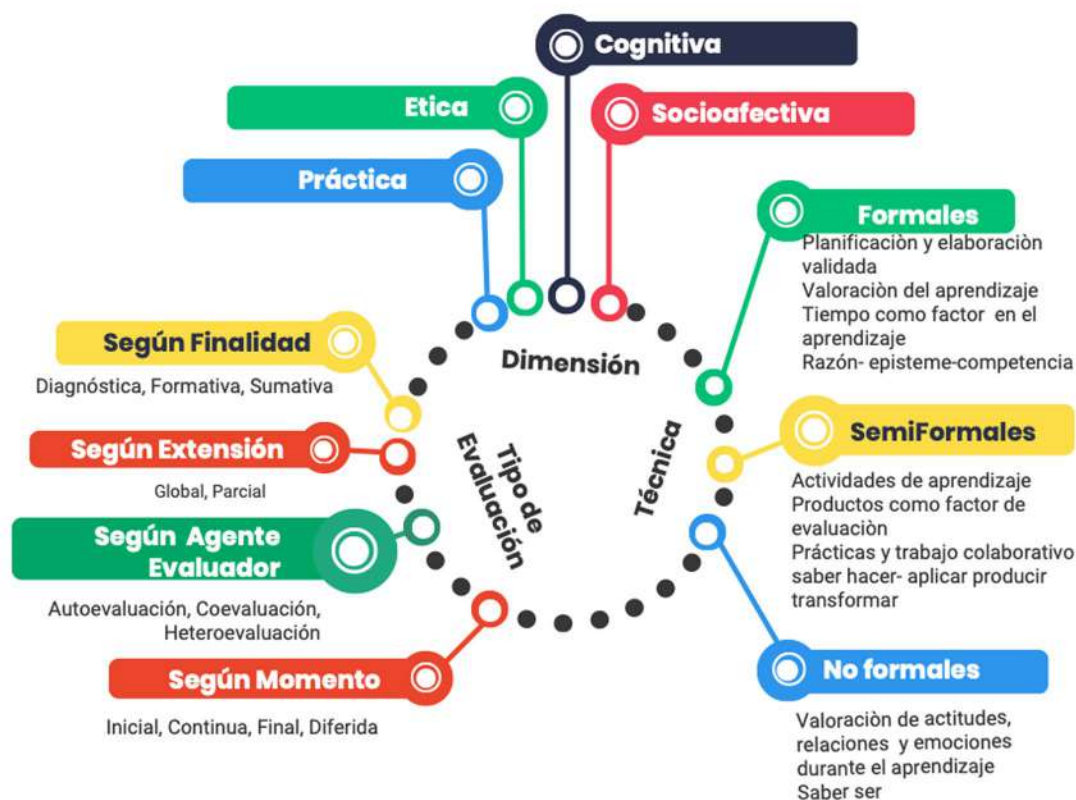 Cognitiva
Etica
Socioafectiva
Práctica
Dimensión
Formales
Planificaciòn y elaboraciòn
validada
Valoraciòn del aprendizaje
Tiempo como factor en el
aprendizaje
Razón- episteme-competencia
SemiFormales
Actividades de aprendizaje
Productos como factor de
evaluaciòn
Prácticas y trabajo colaborativo
saber hacer- aplicar producir
transformar
No formales
Valoraciòn de actitudes,
relaciones y emociones
durante el aprendizaje
Saber ser
Técnica
Tipo de
Evaluación
Según Finalidad
Diagnóstica, Formativa, Sumativa
Según Extensión
Global, Parcial
Según Agente
Evaluador
Autoevaluación, Coevaluación,
Heteroevaluación
Según Momento
Inicial, Continua, Final, Diferida